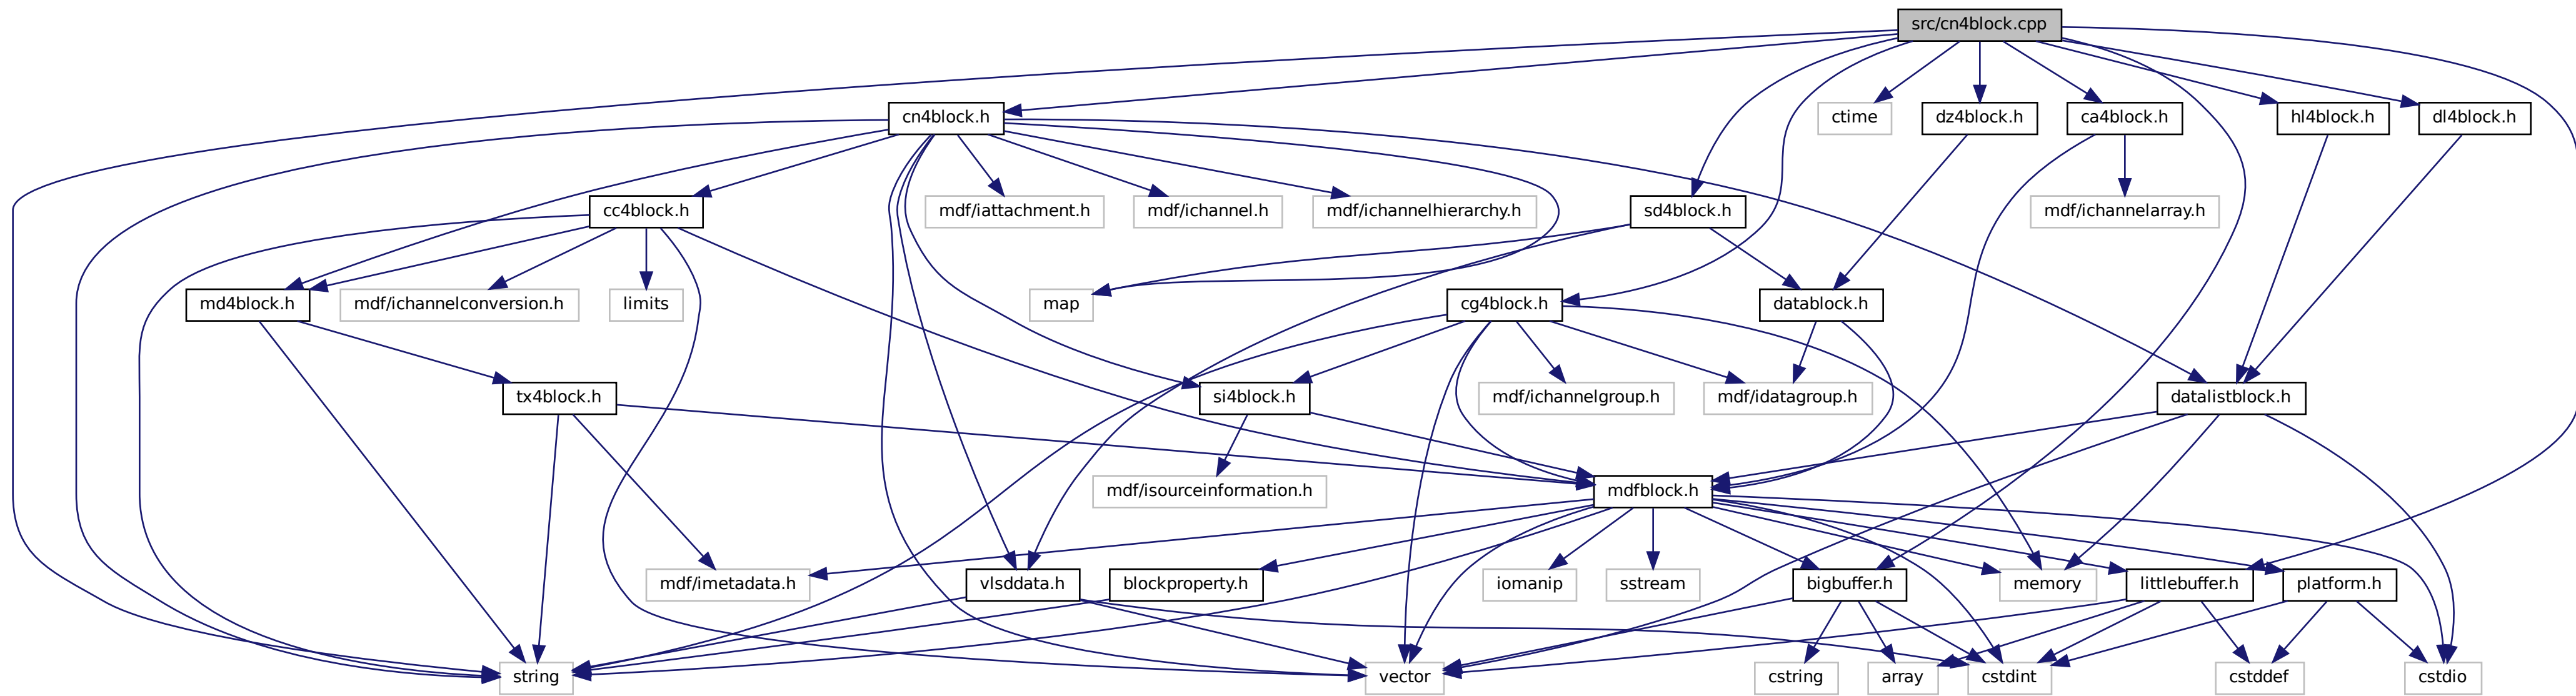 src/cn4block.cpp
cn4block.h
ctime
dz4block.h
ca4block.h
hl4block.h
dl4block.h
cc4block.h
mdf/iattachment.h
mdf/ichannel.h
mdf/ichannelhierarchy.h
sd4block.h
mdf/ichannelarray.h
md4block.h
mdf/ichannelconversion.h
limits
map
cg4block.h
datablock.h
tx4block.h
si4block.h
mdf/ichannelgroup.h
mdf/idatagroup.h
datalistblock.h
mdf/isourceinformation.h
mdfblock.h
mdf/imetadata.h
vlsddata.h
blockproperty.h
iomanip
sstream
bigbuffer.h
memory
littlebuffer.h
platform.h
string
vector
cstring
array
cstdint
cstddef
cstdio